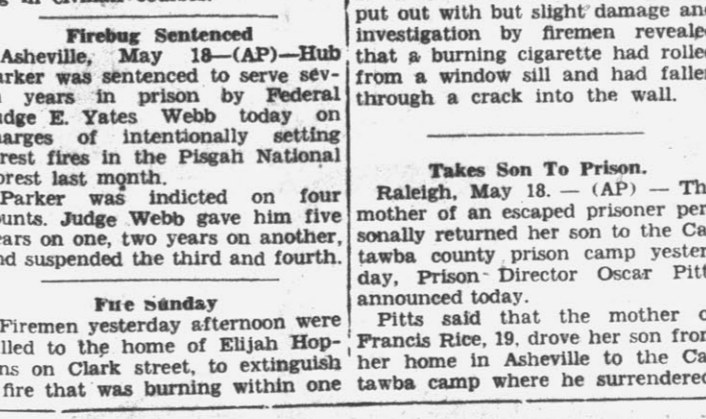 Firebug Sentenced
Asheville, May 18—(AP)—Hub
arker was sentenced to serve sev-
years in prison by Federal
udge E. Yates Webb today on
arges of intentionally setting
rest fires in the Pisgah National
orest last month.
Parker was indicted on four
ounts. Judge Webb gave him five
ears on one, two years on another,
nd suspended the third and fourth.
Fire Sunday
Firemen yesterday afternoon were
lled to the home of Elijah Hop-
ns on Clark street, to extinguish
fire that was burning within one
put out with but slight damage and
investigation by firemen revealed
that a burning cigarette had rolled
from a window sill and had fallen
through a crack into the wall.
Takes Son To Prison.
Raleigh, May 18. — (AP) — Th
mother of an escaped prisoner per
sonally returned her son to the Ca
tawba county prison camp yester
day, Prison Director Oscar Pitt
announced today.
Pitts said that the mother o
Francis Rice, 19, drove her son from
her home in Asheville to the Ca
tawba camp where he surrendered